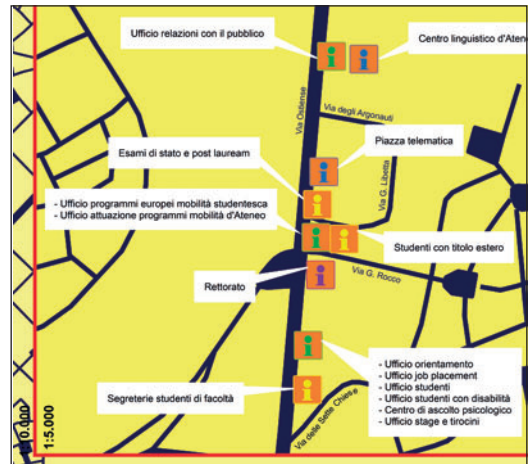 Ufficio relazioni con il pubblico
Centro linguistico d'Aten
Via Ostiense
Via degli Argonauti
Piazza telematica
Esami di stato e post lauream
Via G. Libetta
- Ufficio programmi europei mobilità studentesca
- Ufficio attuazione programmi mobilità d'Ateneo
Studenti con titolo estero
Rettorato
Via G. Rocco
- Ufficio orientamento
- Ufficio job placement
- Ufficio studenti
- Ufficio studenti con disabilità
- Centro di ascolto psicologico
- Ufficio stage e tirocini
Segreterie studenti di facoltà
Via delle Sette Chiese
1:10.000
1:5.000